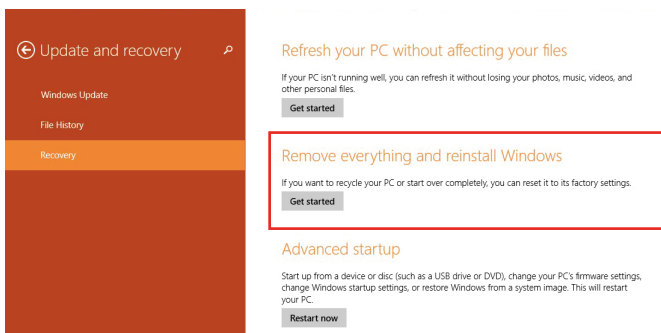 Update and recovery
Windows Update
File History
Recovery
Refresh your PC without affecting your files
If your PC isn't running well, you can refresh it without losing your photos, music, videos, and
other personal files.
Get started
Remove everything and reinstall Windows
If you want to recycle your PC or start over completely, you can reset it to its factory settings.
Get started
Advanced startup
Start up from a device or disc (such as a USB drive or DVD), change your PC's firmware settings,
change Windows startup settings, or restore Windows from a system image. This will restart
your PC.
Restart now